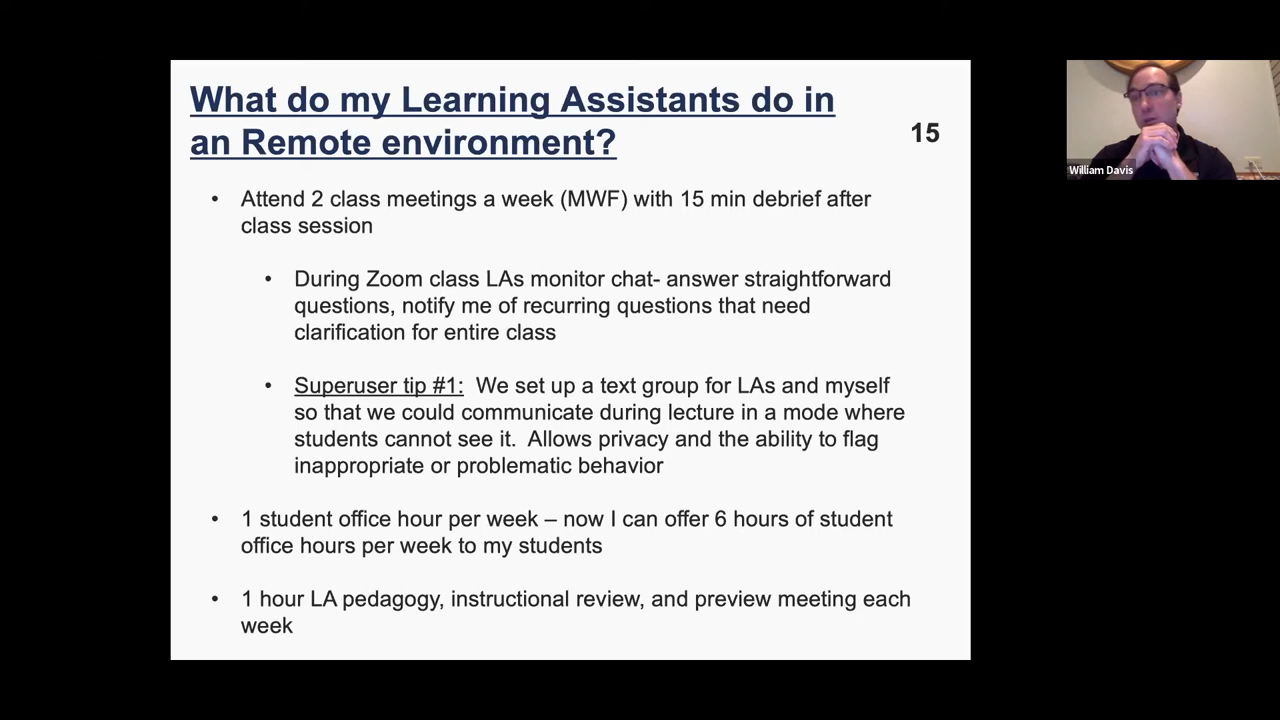 What do my Learning Assistants do in
an Remote environment?
15
• Attend 2 class meetings a week (MWF) with 15 min debrief after
class session
• During Zoom class LAs monitor chat- answer straightforward
questions, notify me of recurring questions that need
clarification for entire class
• Superuser tip #1: We set up a text group for LAs and myself
so that we could communicate during lecture in a mode where
students cannot see it. Allows privacy and the ability to flag
inappropriate or problematic behavior
• 1 student office hour per week – now I can offer 6 hours of student
office hours per week to my students
• 1 hour LA pedagogy, instructional review, and preview meeting each
week
William Davis